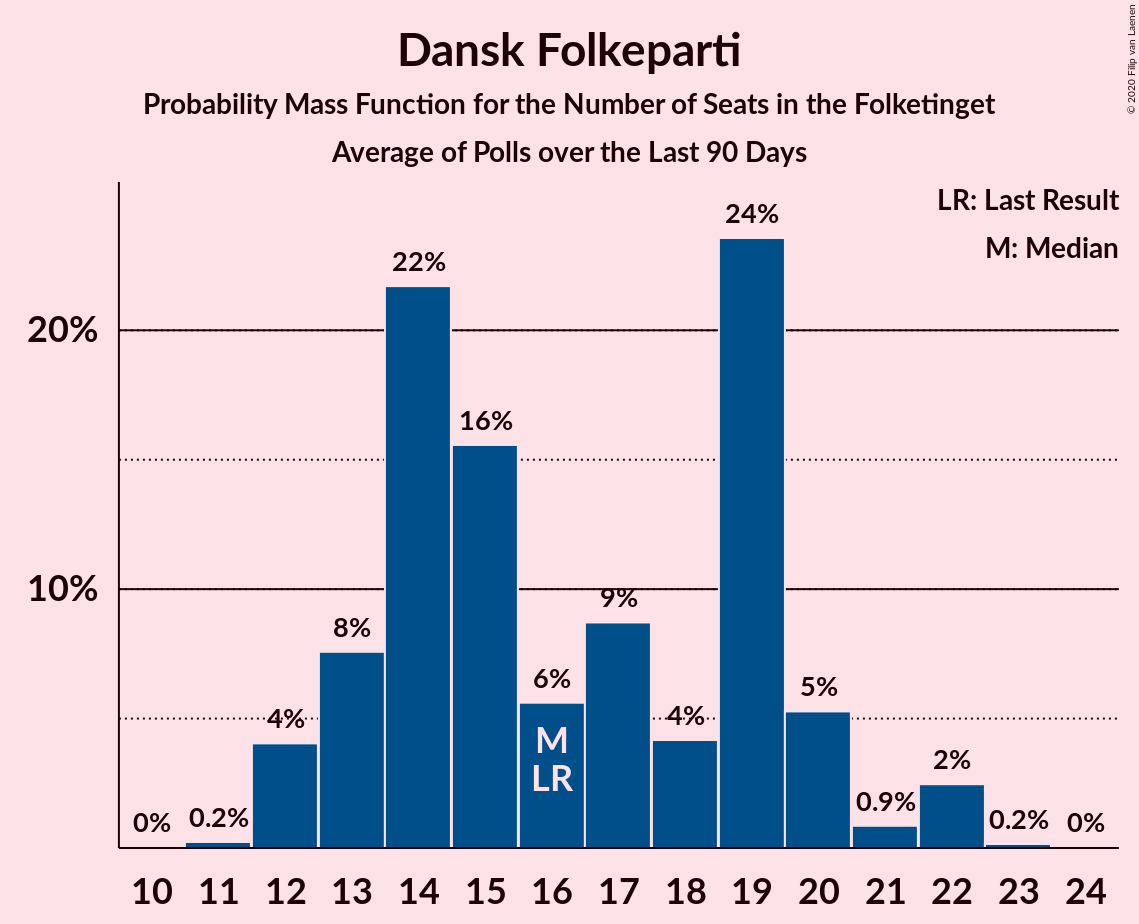 Dansk Folkeparti
Probability Mass Function for the Number of Seats in the Folketinget
Average of Polls over the Last 90 Days
© 2020 Filip van Laenen
LR: Last Result
M: Median
20%
10%
0%
0.2%
4%
8%
22%
16%
6%
9%
4%
24%
5%
0.9%
2%
0.2%
0%
M
LR
10 11 12 13 14 15 16 17 18 19 20 21 22 23 24